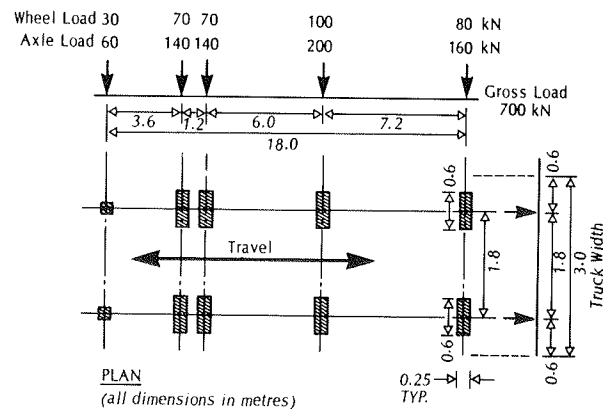 Wheel Load 30 70 70 100 80 kN
Axle Load 60 140 140 200 160 kN
Gross Load
700 kN
3.6 1.2 6.0 7.2
18.0
0.6
0.6
Travel
1.8
1.8
3.0
Truck Width
0.6
0.6
PLAN
(all dimensions in metres)
0.25
TYP.